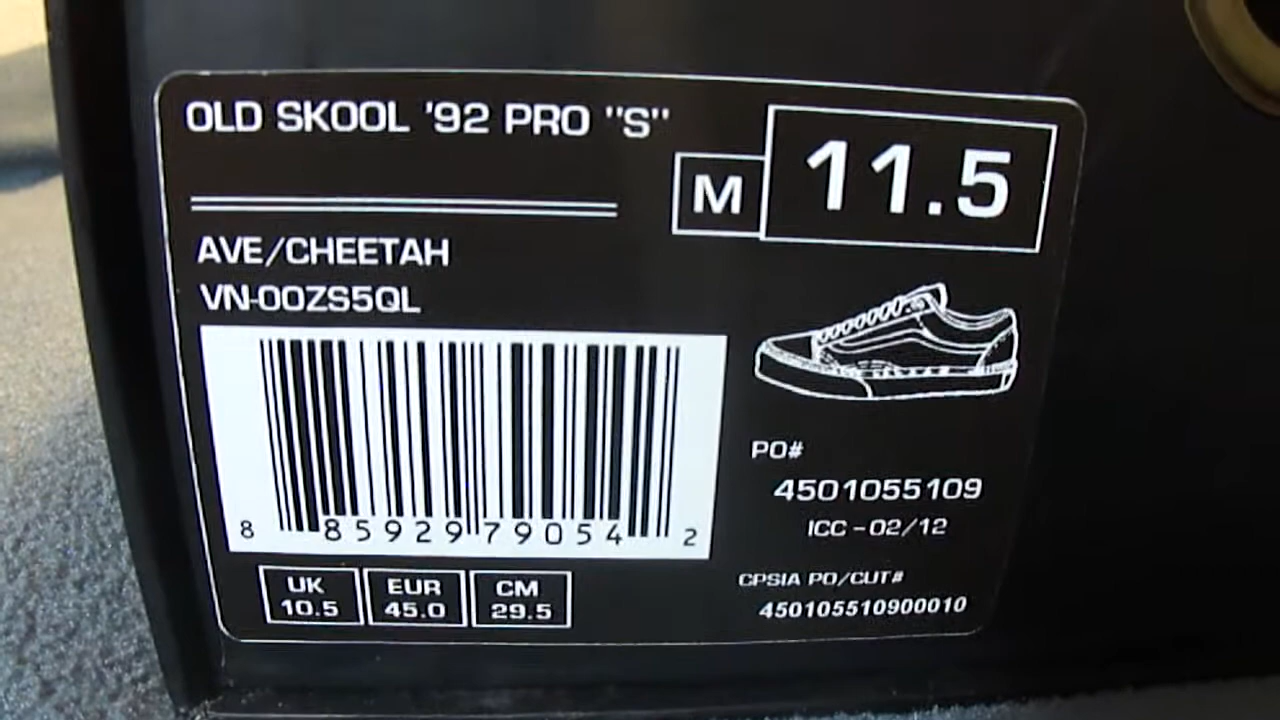 OLD SKOOL '92 PRO "S"
M
11.5
AVE/CHEETAH
VN-00ZS5QL
8 85929 79054 2
PO#
4501055109
ICC-02/12
CPSIA PO/CUT#
450105510900010
UK
10.5
EUR
45.0
CM
29.5